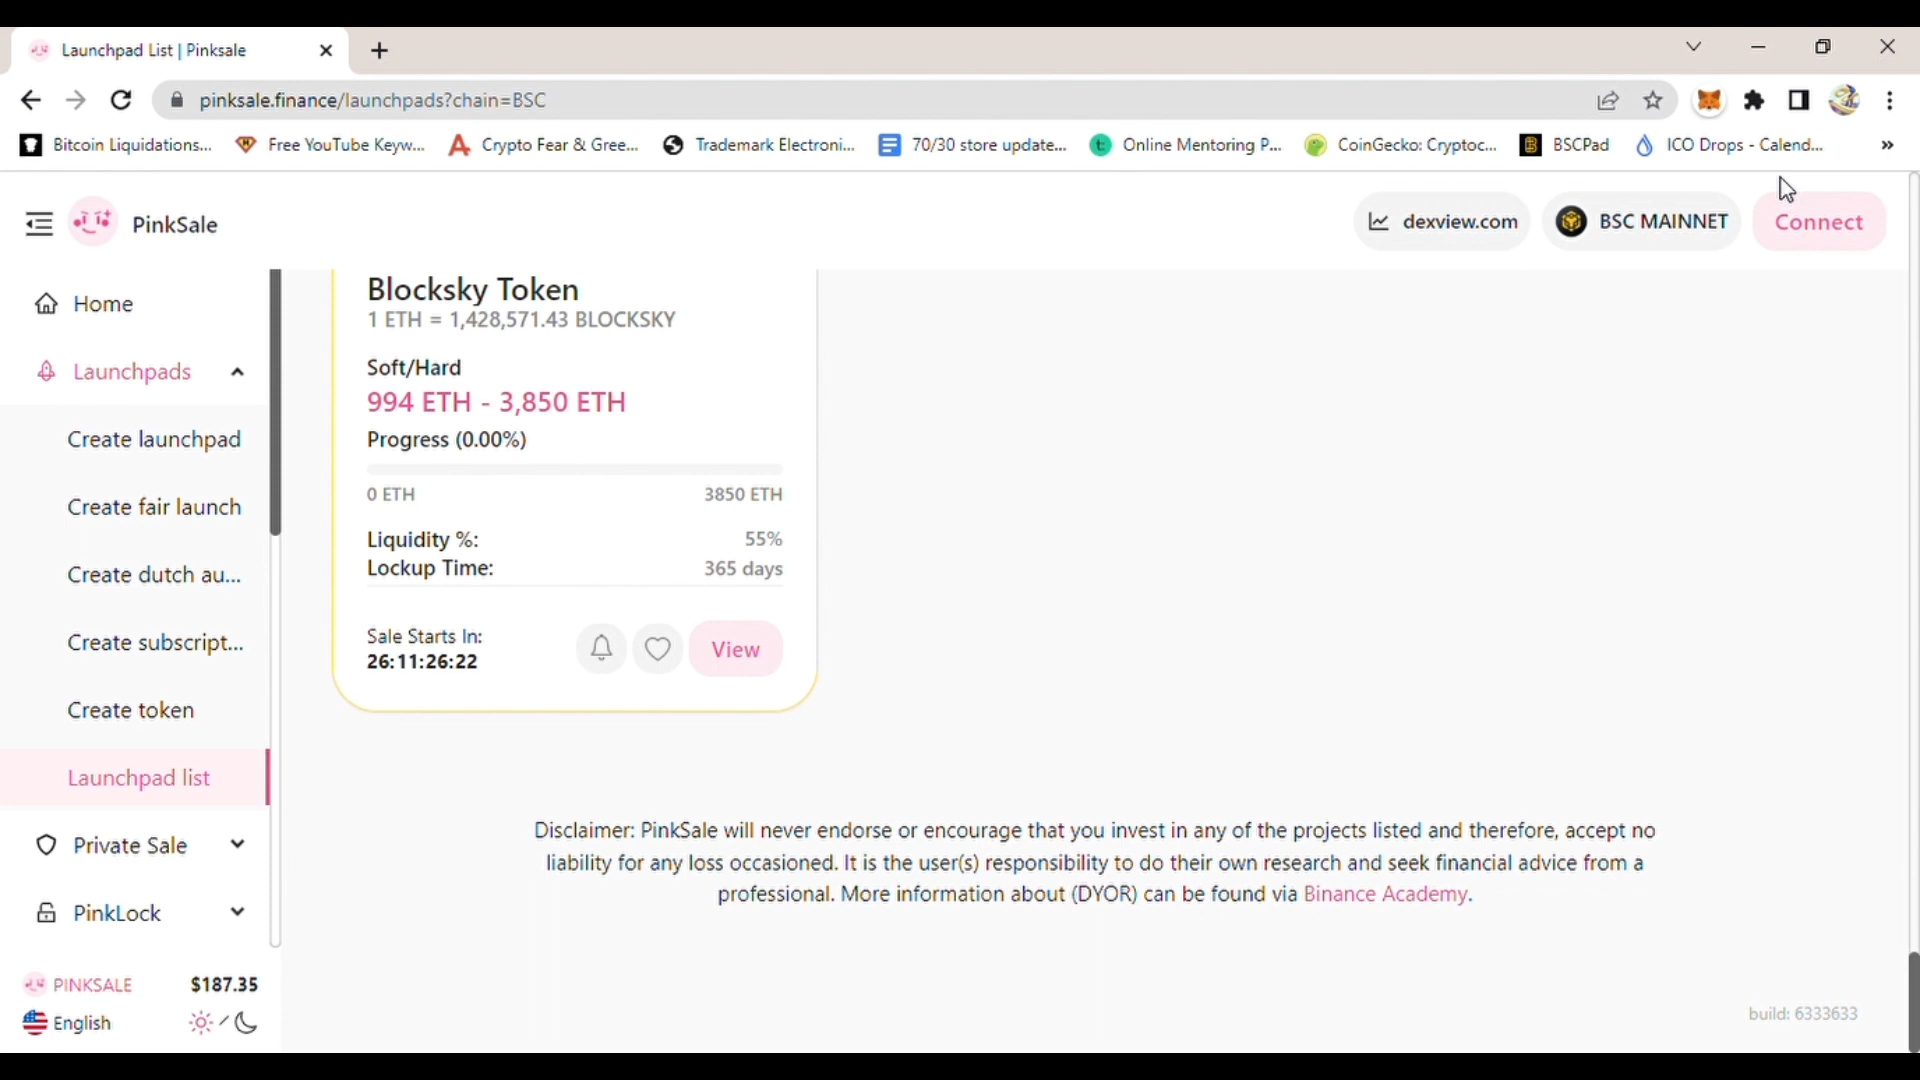 Launchpad List | Pinksale
pinksale.finance/launchpads?chain=BSC
Bitcoin Liquidations... Free YouTube Keyw... Crypto Fear & Gree... Trademark Electroni... 70/30 store update... Online Mentoring P... CoinGecko: Cryptoc... BSCPad ICO Drops - Calend... »
PinkSale
dexview.com BSC MAINNET Connect
Home
Launchpads
Create launchpad
Create fair launch
Create dutch au...
Create subscript...
Create token
Launchpad list
Private Sale
PinkLock
PINKSALE $187.35
English
Blocksky Token
1 ETH = 1,428,571.43 BLOCKSKY
Soft/Hard
994 ETH - 3,850 ETH
Progress (0.00%)
0 ETH 3850 ETH
Liquidity %: 55%
Lockup Time: 365 days
Sale Starts In:
26:11:26:22
View
Disclaimer: PinkSale will never endorse or encourage that you invest in any of the projects listed and therefore, accept no
liability for any loss occasioned. It is the user(s) responsibility to do their own research and seek financial advice from a
professional. More information about (DYOR) can be found via Binance Academy.
build: 6333633